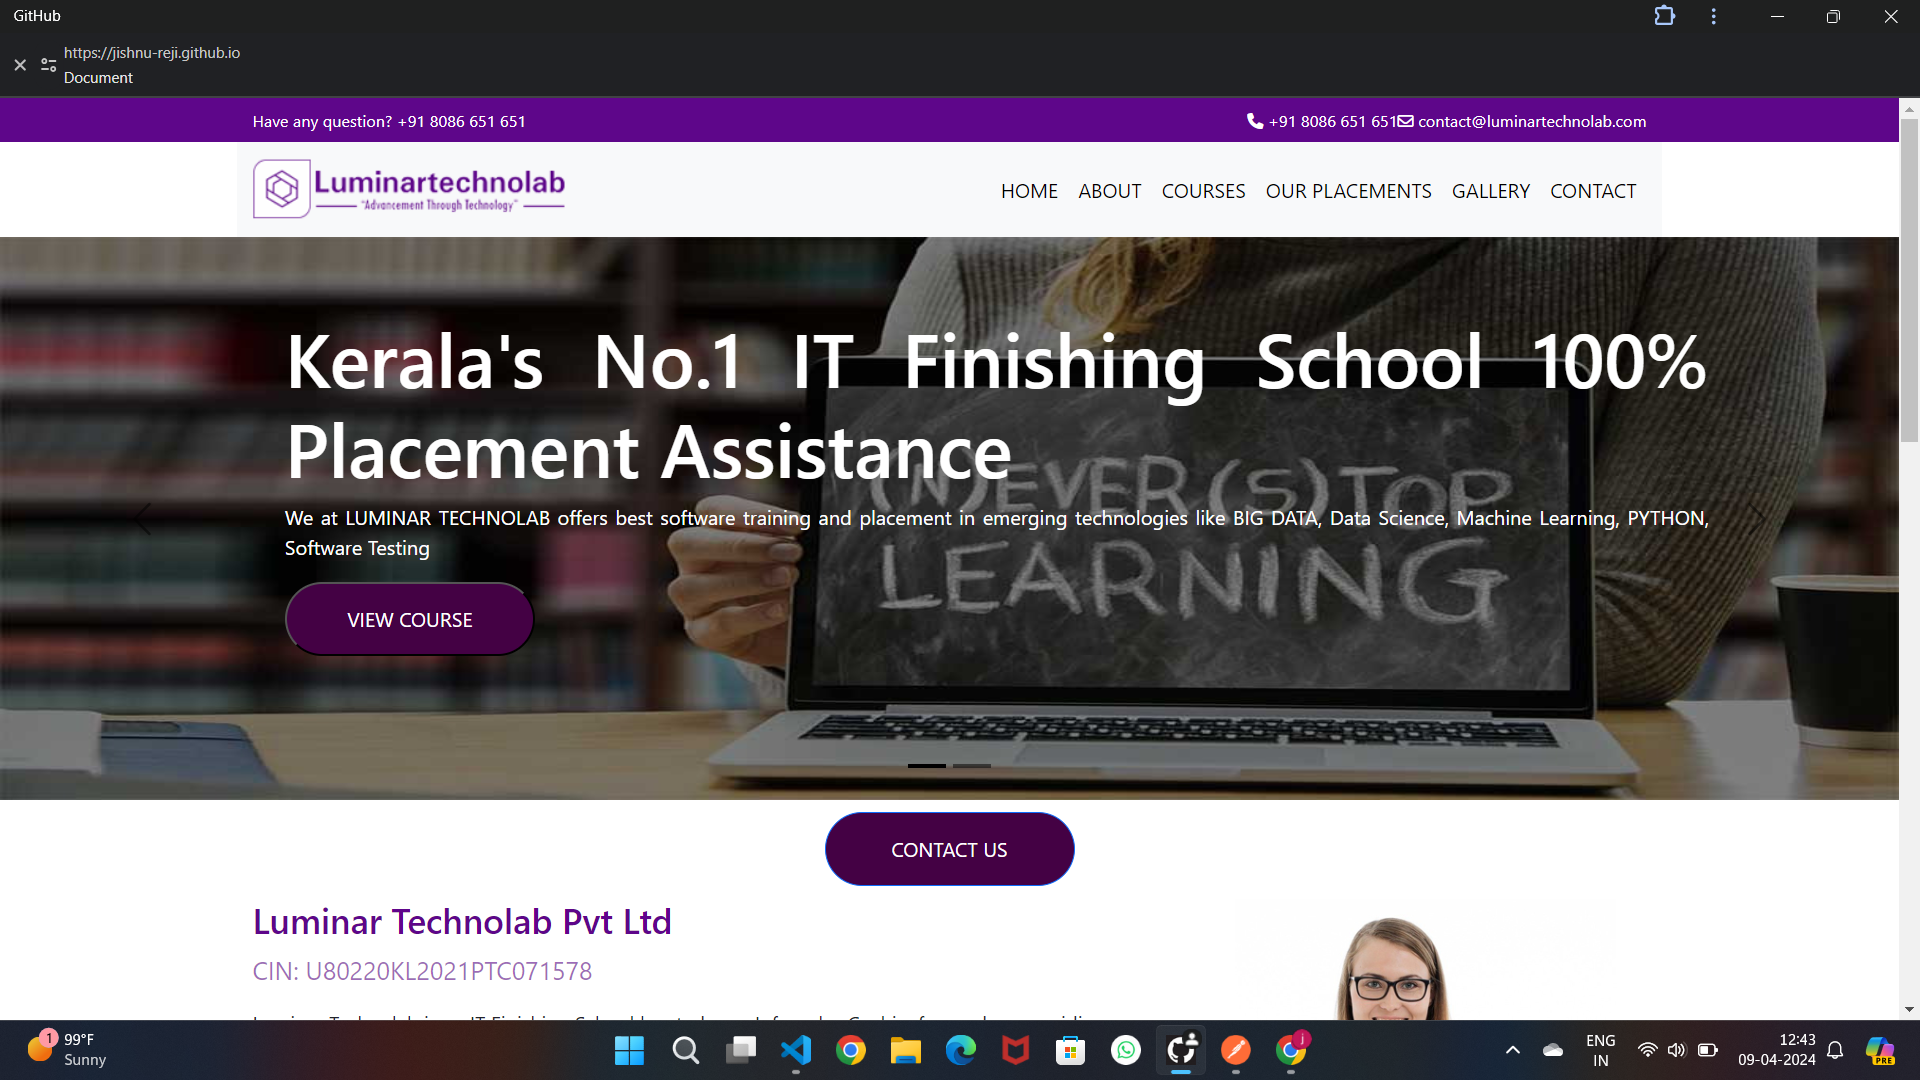 GitHub
https://jishnu-reji.github.io
Document
Have any question? +91 8086 651 651
+91 8086 651 651 contact@luminartechnolab.com
Luminartechnolab
"Advancement Through Technology"
HOME ABOUT COURSES OUR PLACEMENTS GALLERY CONTACT
Kerala's No.1 IT Finishing School 100%
Placement Assistance
(N)EVER (S)TOP
LEARNING
We at LUMINAR TECHNOLAB offers best software training and placement in emerging technologies like BIG DATA, Data Science, Machine Learning, PYTHON,
Software Testing
VIEW COURSE
CONTACT US
Luminar Technolab Pvt Ltd
CIN: U80220KL2021PTC071578
1
99°F
Sunny
j
ENG
IN
12:43
09-04-2024
PRE